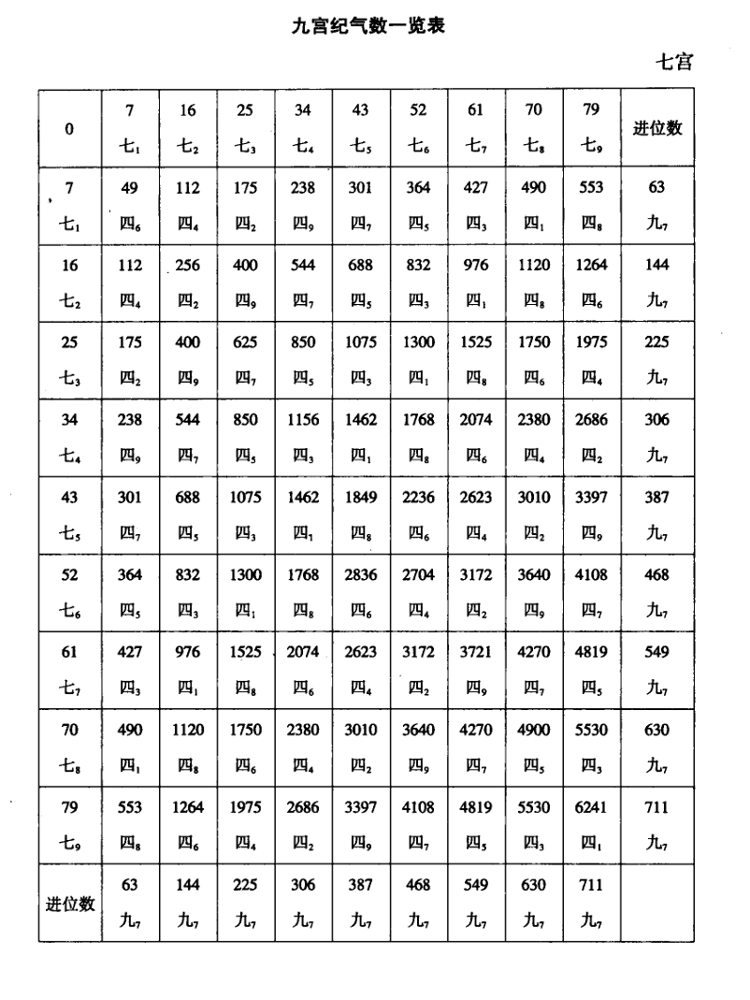 九宫纪气数一览表
七宫
0 7 16 25 34 43 52 61 70 79 进位数
七₁ 七₂ 七₃ 七₄ 七₅ 七₆ 七₇ 七₈ 七₉
7 49 112 175 238 301 364 427 490 553 63
七₁ 四₆ 四₄ 四₂ 四₉ 四₇ 四₅ 四₃ 四₁ 四₈ 九₇
16 112 256 400 544 688 832 976 1120 1264 144
七₂ 四₄ 四₂ 四₉ 四₇ 四₅ 四₃ 四₁ 四₈ 四₆ 九₇
25 175 400 625 850 1075 1300 1525 1750 1975 225
七₃ 四₂ 四₉ 四₇ 四₅ 四₃ 四₁ 四₈ 四₆ 四₄ 九₇
34 238 544 850 1156 1462 1768 2074 2380 2686 306
七₄ 四₉ 四₇ 四₅ 四₃ 四₁ 四₈ 四₆ 四₄ 四₂ 九₇
43 301 688 1075 1462 1849 2236 2623 3010 3397 387
七₅ 四₇ 四₅ 四₃ 四₁ 四₈ 四₆ 四₄ 四₂ 四₉ 九₇
52 364 832 1300 1768 2836 2704 3172 3640 4108 468
七₆ 四₅ 四₃ 四₁ 四₈ 四₆ 四₄ 四₂ 四₉ 四₇ 九₇
61 427 976 1525 2074 2623 3172 3721 4270 4819 549
七₇ 四₃ 四₁ 四₈ 四₆ 四₄ 四₂ 四₉ 四₇ 四₅ 九₇
70 490 1120 1750 2380 3010 3640 4270 4900 5530 630
七₈ 四₁ 四₈ 四₆ 四₄ 四₂ 四₉ 四₇ 四₅ 四₃ 九₇
79 553 1264 1975 2686 3397 4108 4819 5530 6241 711
七₉ 四₈ 四₆ 四₄ 四₂ 四₉ 四₇ 四₅ 四₃ 四₁ 九₇
进位数 63 144 225 306 387 468 549 630 711
九₇ 九₇ 九₇ 九₇ 九₇ 九₇ 九₇ 九₇ 九₇